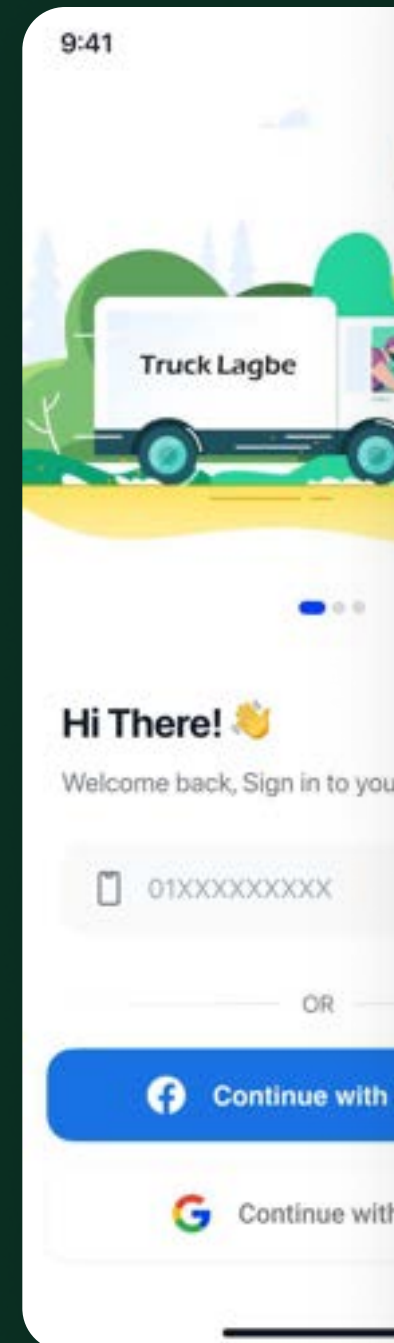 9:41
Truck Lagbe
Hi There! 👋
Welcome back, Sign in to you
01XXXXXXXXX
OR
Continue with
Continue with